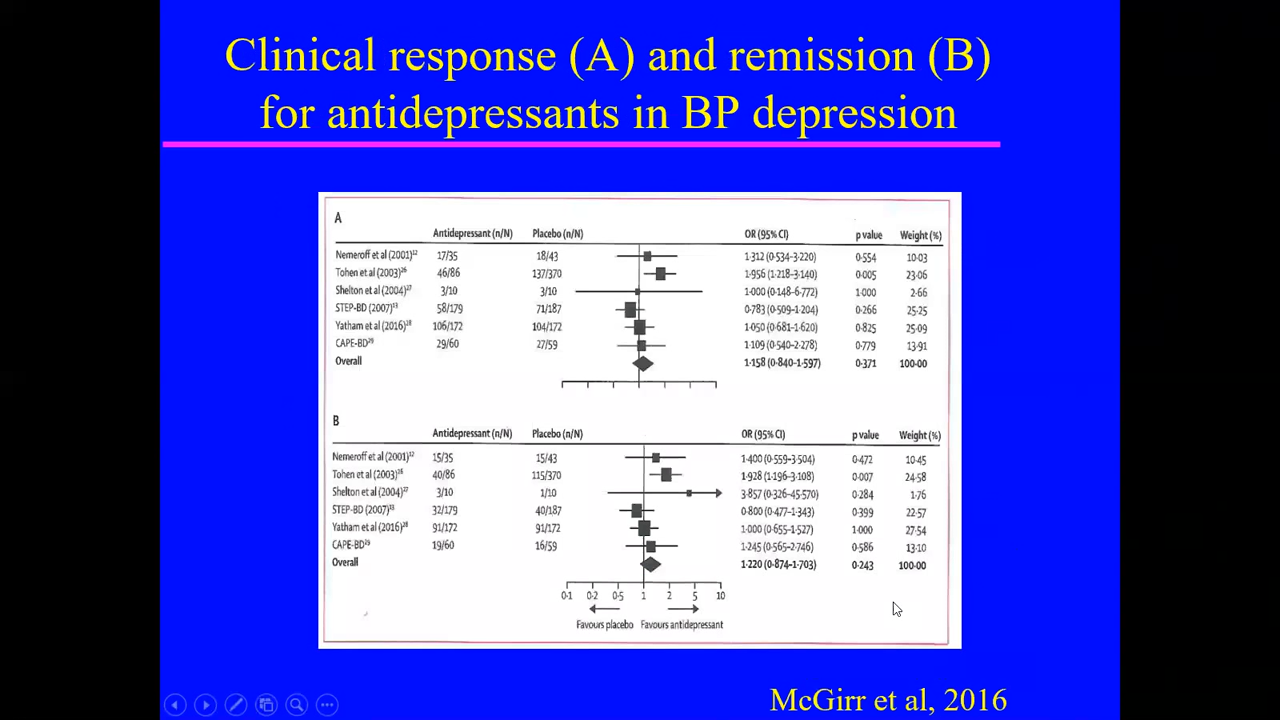 Clinical response (A) and remission (B)
for antidepressants in BP depression
A
Antidepressant (n/N) Placebo (n/N) OR (95% CI) p value Weight (%)
Nemeroff et al (2001)¹² 17/35 18/43 1·312 (0·534–3·220) 0·554 10·03
Tohen et al (2003)²⁶ 46/86 137/370 1·956 (1·218–3·140) 0·005 23·06
Shelton et al (2004)²⁷ 3/10 3/10 1·000 (0·148–6·772) 1·000 2·66
STEP-BD (2007)¹³ 58/179 71/187 0·783 (0·509–1·204) 0·266 25·25
Yatham et al (2016)²⁸ 106/172 104/172 1·050 (0·681–1·620) 0·825 25·09
CAPE-BD²⁹ 29/60 27/59 1·109 (0·540–2·278) 0·779 13·91
Overall 1·158 (0·840–1·597) 0·371 100·00
B
Antidepressant (n/N) Placebo (n/N) OR (95% CI) p value Weight (%)
Nemeroff et al (2001)¹² 15/35 15/43 1·400 (0·559–3·504) 0·472 10·45
Tohen et al (2003)²⁶ 40/86 115/370 1·928 (1·196–3·108) 0·007 24·58
Shelton et al (2004)²⁷ 3/10 1/10 3·857 (0·326–45·570) 0·284 1·76
STEP-BD (2007)¹³ 32/179 40/187 0·800 (0·477–1·343) 0·399 22·57
Yatham et al (2016)²⁸ 91/172 91/172 1·000 (0·655–1·527) 1·000 27·54
CAPE-BD²⁹ 19/60 16/59 1·245 (0·565–2·746) 0·586 13·10
Overall 1·220 (0·874–1·703) 0·243 100·00
0·1 0·2 0·5 1 2 5 10
Favours placebo Favours antidepressant
McGirr et al, 2016